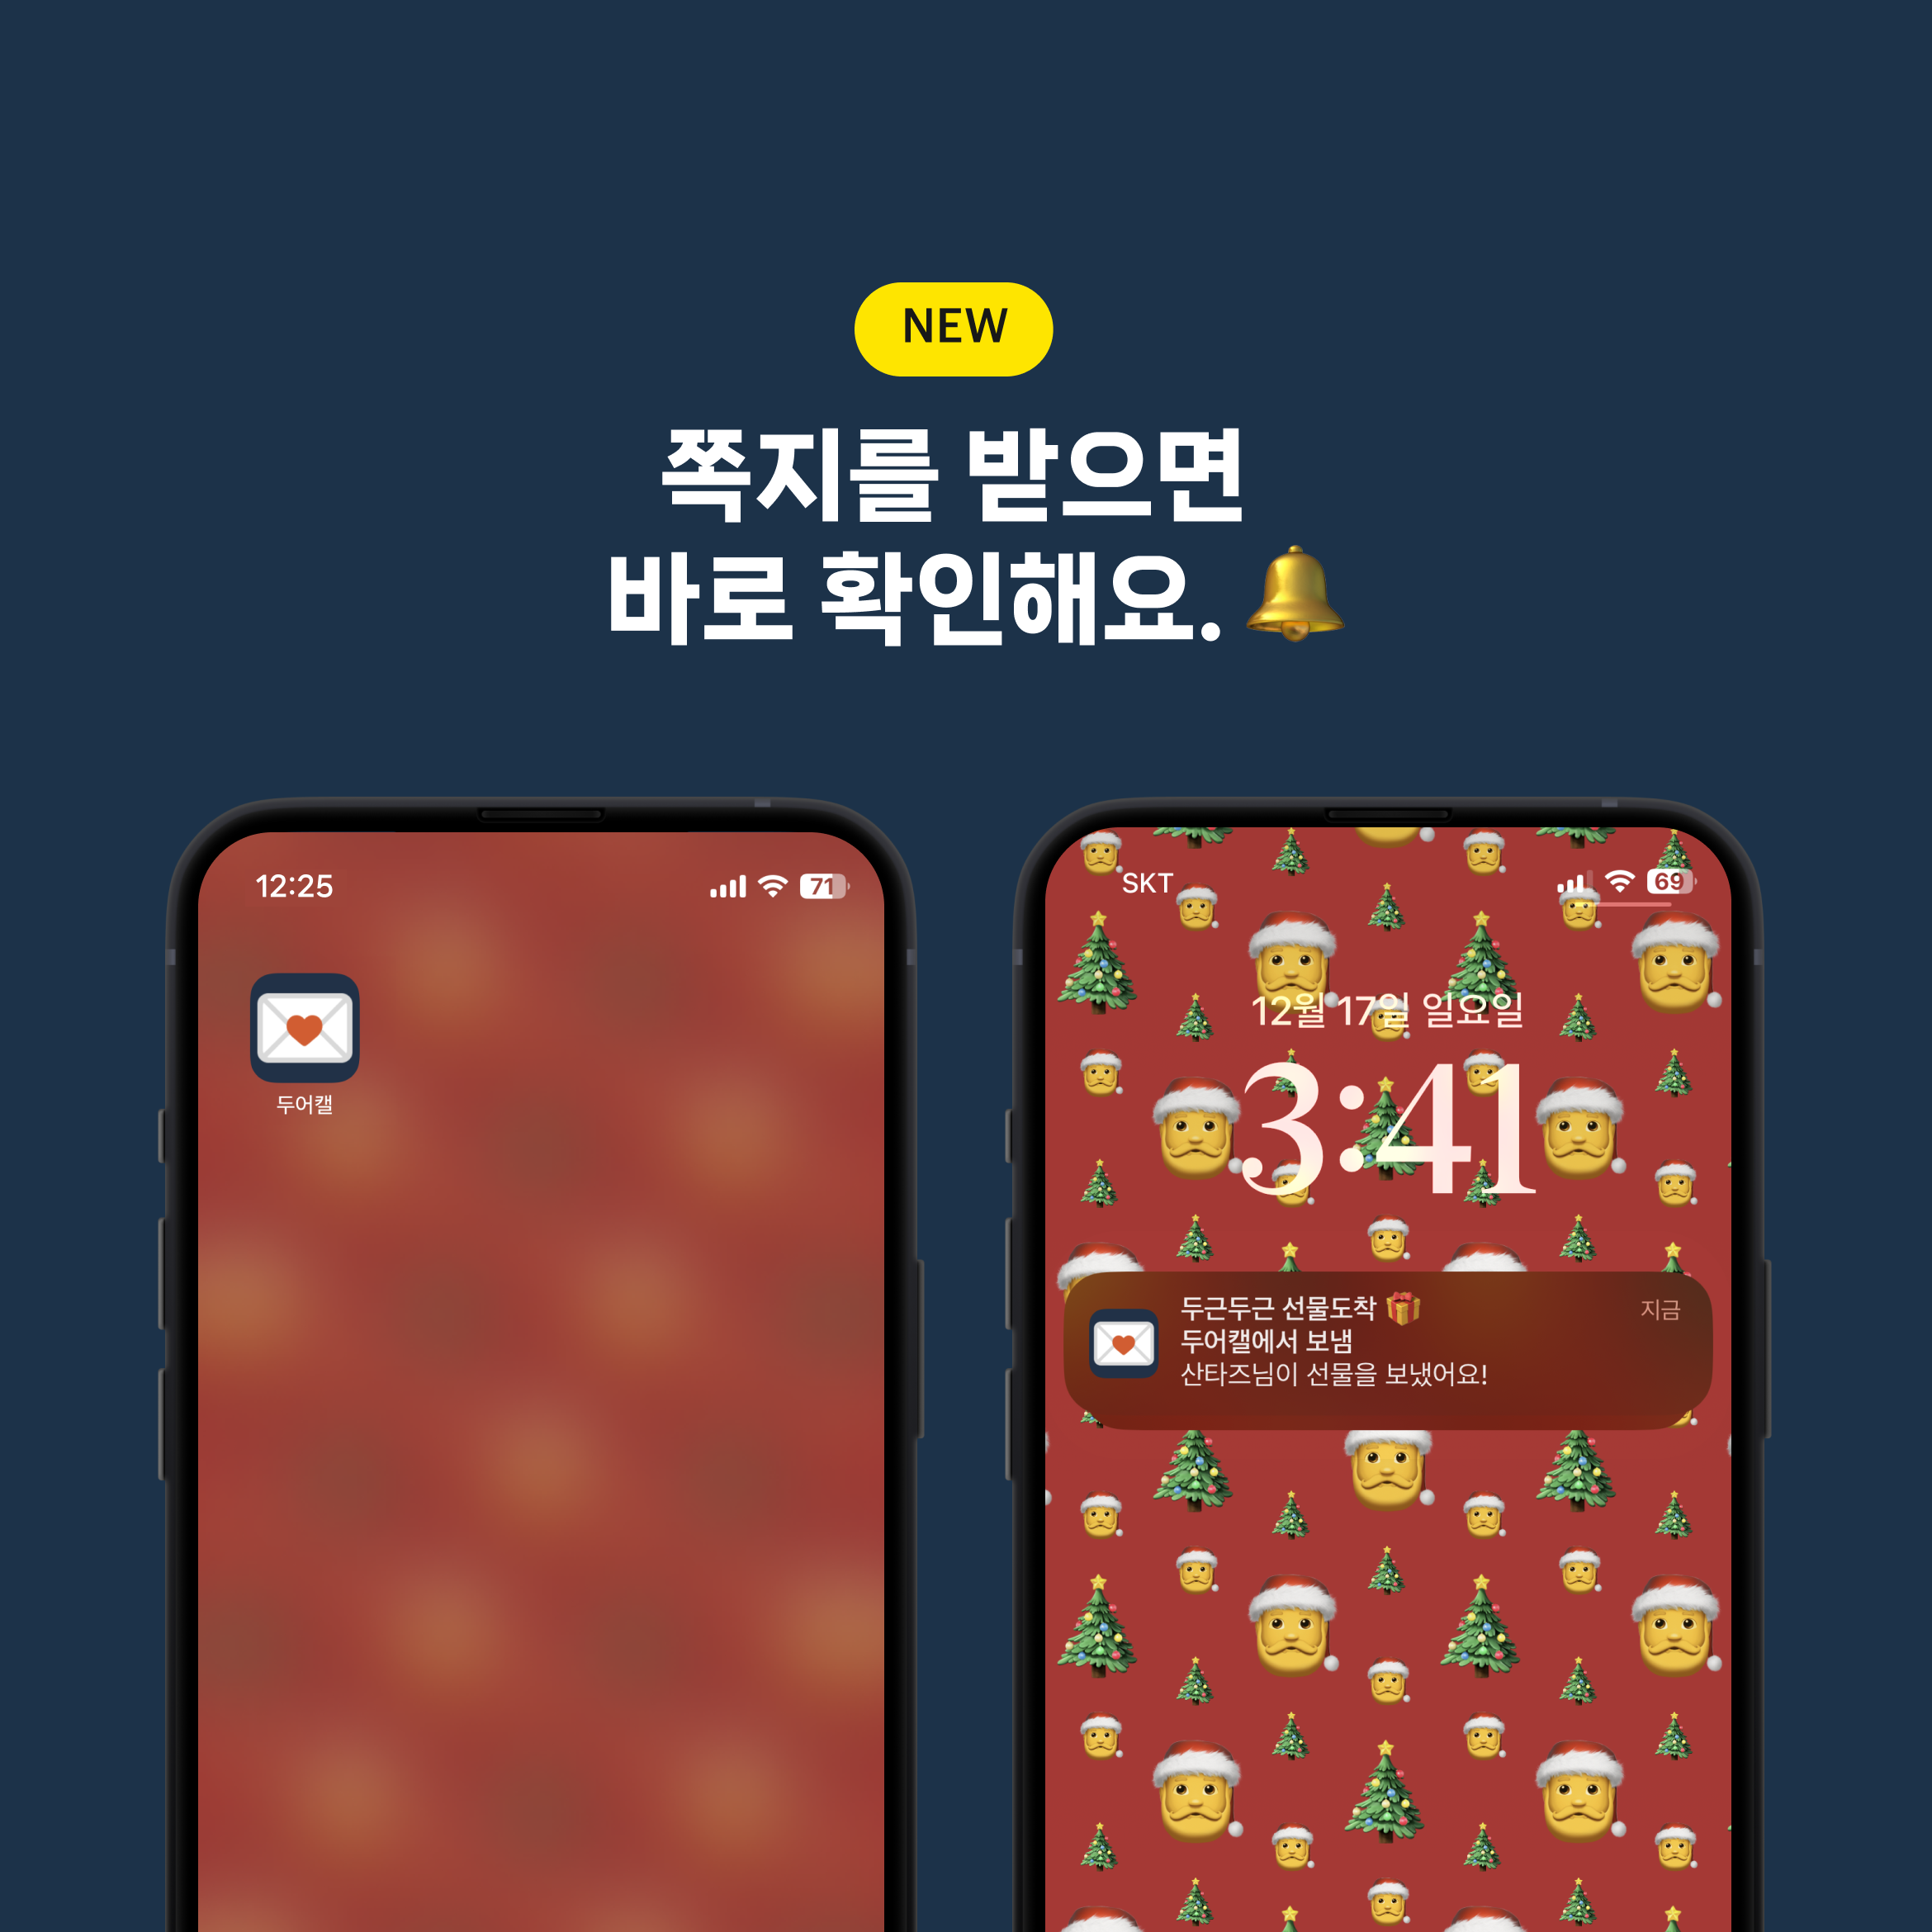 NEW
쪽지를 받으면
바로 확인해요. 🔔
12:25
71
두어캘
SKT
69
12월 17일 일요일
3:41
두근두근 선물도착 🎁
지금
두어캘에서 보냄
산타즈님이 선물을 보냈어요!